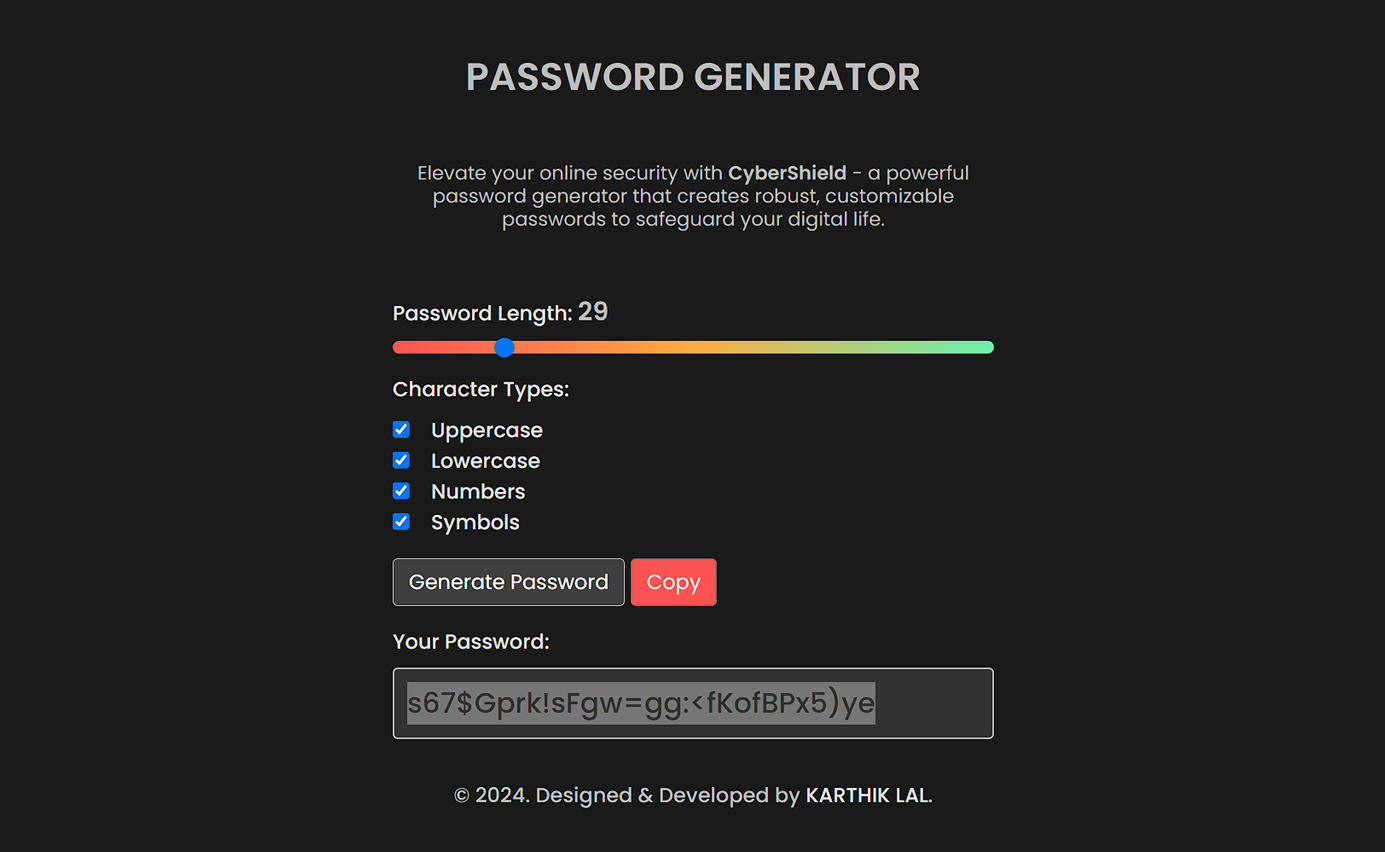 PASSWORD GENERATOR
Elevate your online security with CyberShield - a powerful
password generator that creates robust, customizable
passwords to safeguard your digital life.
Password Length: 29
Character Types:
Uppercase
Lowercase
Numbers
Symbols
Generate Password Copy
Your Password:
s67$Gprk!sFgw=gg:<fKofBPx5)ye
© 2024. Designed & Developed by KARTHIK LAL.